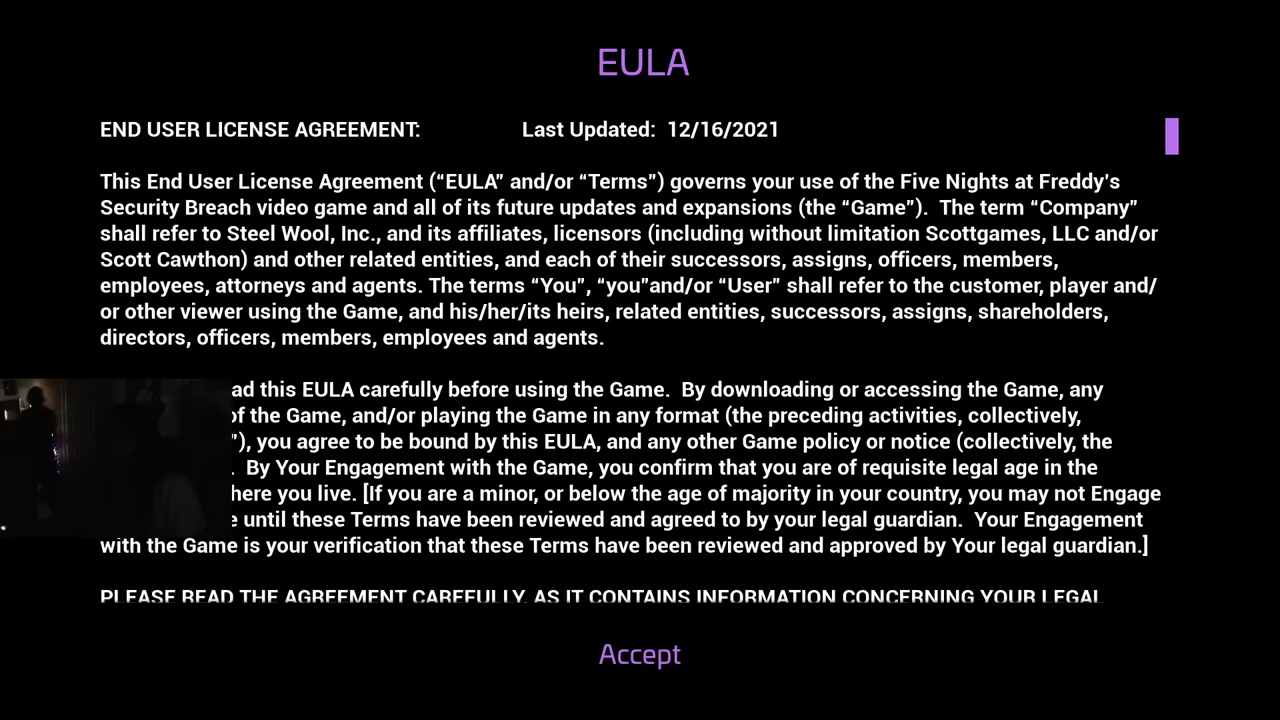 EULA
END USER LICENSE AGREEMENT: Last Updated: 12/16/2021
This End User License Agreement (“EULA” and/or “Terms”) governs your use of the Five Nights at Freddy’s
Security Breach video game and all of its future updates and expansions (the “Game”). The term “Company”
shall refer to Steel Wool, Inc., and its affiliates, licensors (including without limitation Scottgames, LLC and/or
Scott Cawthon) and other related entities, and each of their successors, assigns, officers, members,
employees, attorneys and agents. The terms “You”, “you”and/or “User” shall refer to the customer, player and/
or other viewer using the Game, and his/her/its heirs, related entities, successors, assigns, shareholders,
directors, officers, members, employees and agents.
ad this EULA carefully before using the Game. By downloading or accessing the Game, any
of the Game, and/or playing the Game in any format (the preceding activities, collectively,
”), you agree to be bound by this EULA, and any other Game policy or notice (collectively, the
. By Your Engagement with the Game, you confirm that you are of requisite legal age in the
here you live. [If you are a minor, or below the age of majority in your country, you may not Engage
e until these Terms have been reviewed and agreed to by your legal guardian. Your Engagement
with the Game is your verification that these Terms have been reviewed and approved by Your legal guardian.]
PLEASE READ THE AGREEMENT CAREFULLY. AS IT CONTAINS INFORMATION CONCERNING YOUR LEGAL
Accept